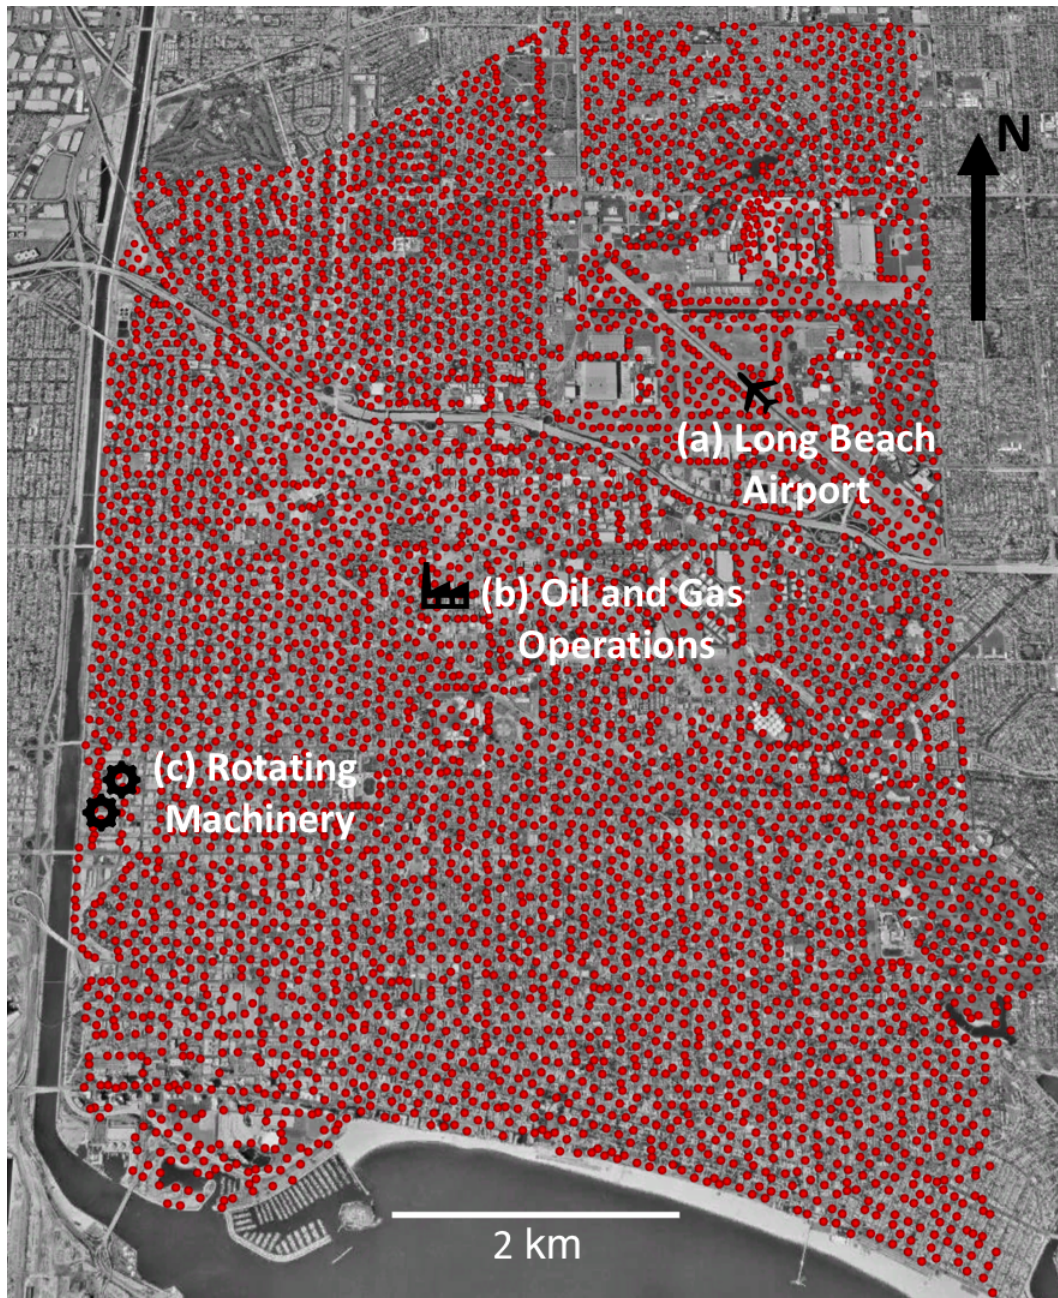 N
(a) Long Beach
Airport
(b) Oil and Gas
Operations
(c) Rotating
Machinery
2 km